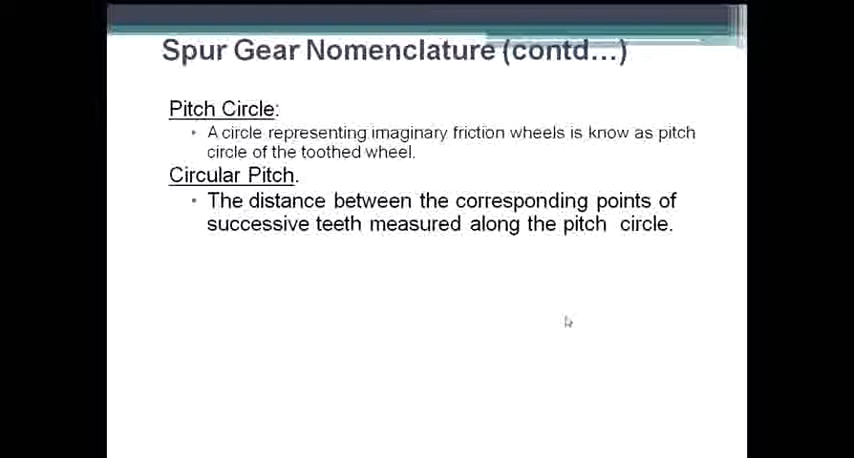 Spur Gear Nomenclature (contd...)
Pitch Circle:
• A circle representing imaginary friction wheels is know as pitch
circle of the toothed wheel.
Circular Pitch.
• The distance between the corresponding points of
successive teeth measured along the pitch circle.